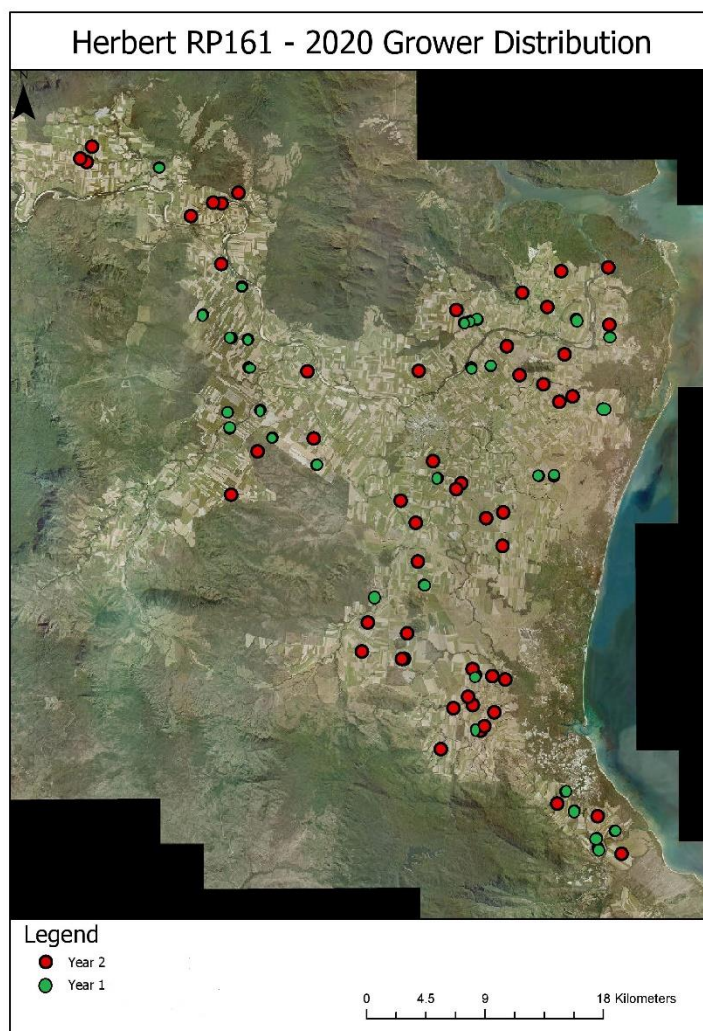 Herbert RP161 - 2020 Grower Distribution
N
Legend
Year 2
Year 1
0 4.5 9 18 Kilometers